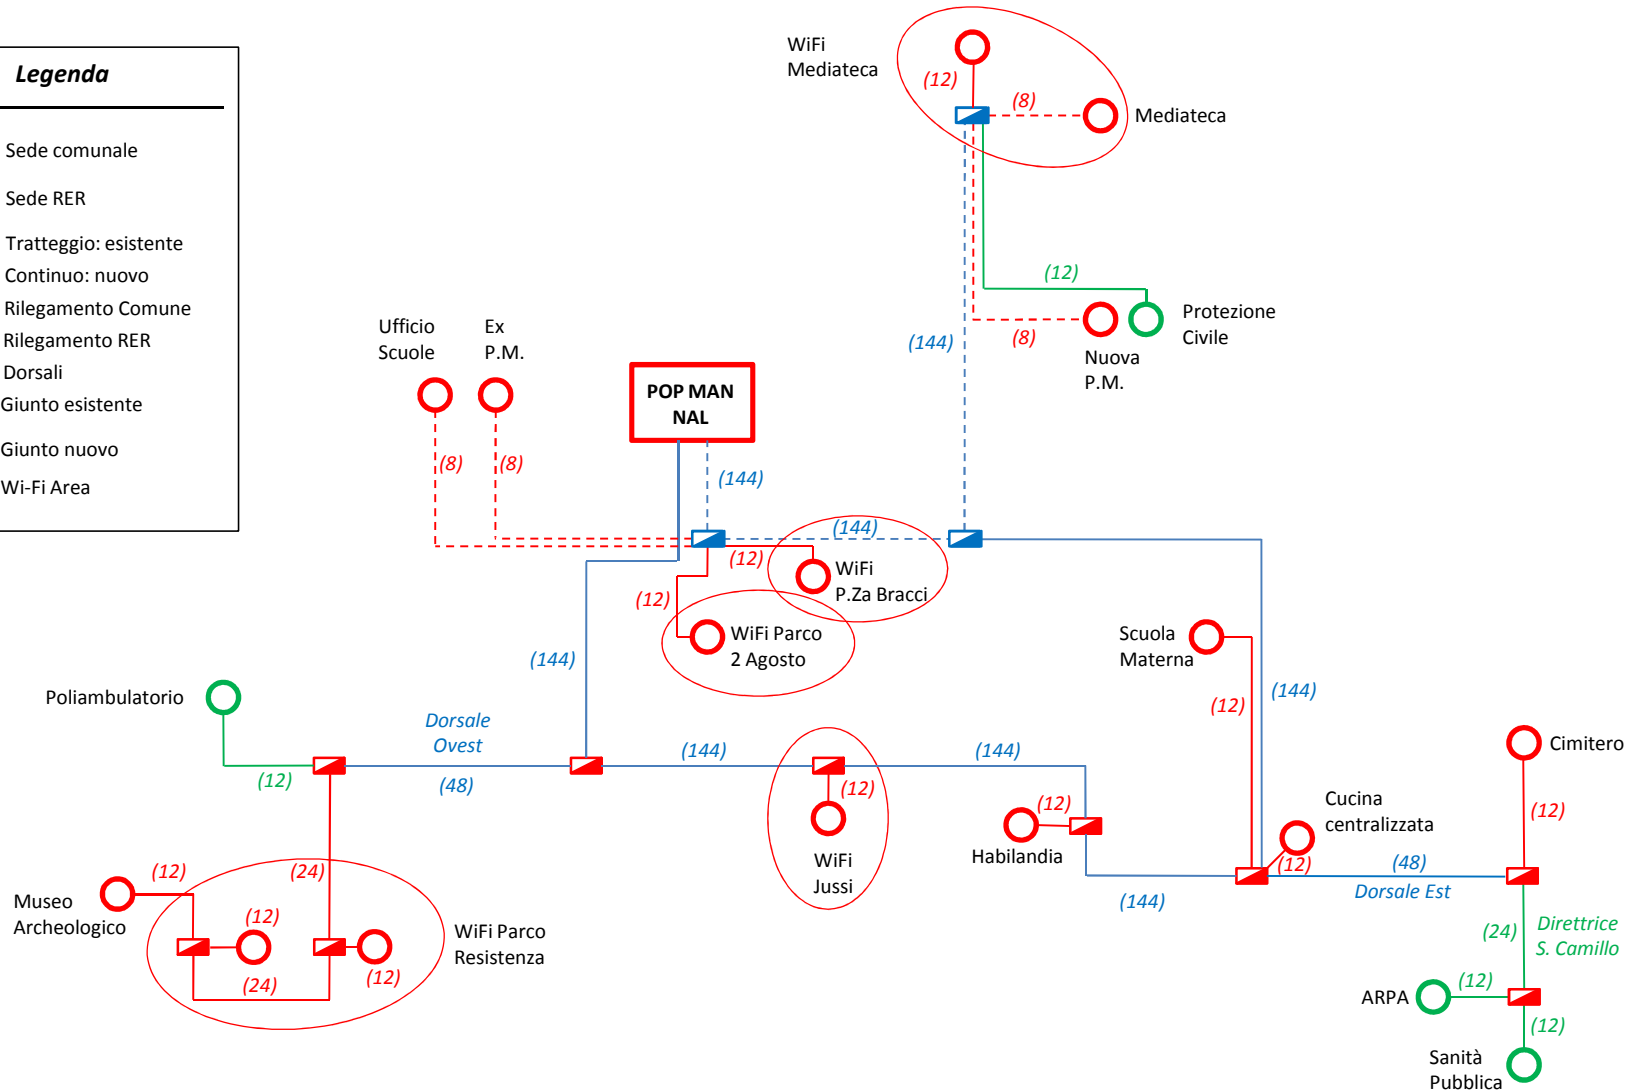 Legenda
Sede comunale
Sede RER
Tratteggio: esistente
Continuo: nuovo
Rilegamento Comune
Rilegamento RER
Dorsali
Giunto esistente
Giunto nuovo
Wi-Fi Area
WiFi
Mediateca
(12)
(8)
Mediateca
(12)
Protezione
Civile
(144)
(8)
Nuova
P.M.
Ufficio
Scuole
Ex
P.M.
POP MAN
NAL
(8)
(8)
(144)
(144)
(12)
WiFi
P.Za Bracci
(12)
WiFi Parco
2 Agosto
(144)
Scuola
Materna
(12)
(144)
Poliambulatorio
Dorsale
Ovest
(12)
(48)
(144)
(144)
(12)
WiFi
Jussi
(12)
Habilandia
Cimitero
(12)
Cucina
centralizzata
(12)
(48)
Dorsale Est
(144)
Museo
Archeologico
(12)
(24)
(12)
(24)
(12)
WiFi Parco
Resistenza
(24)
Direttrice
S. Camillo
ARPA
(12)
(12)
Sanità
Pubblica